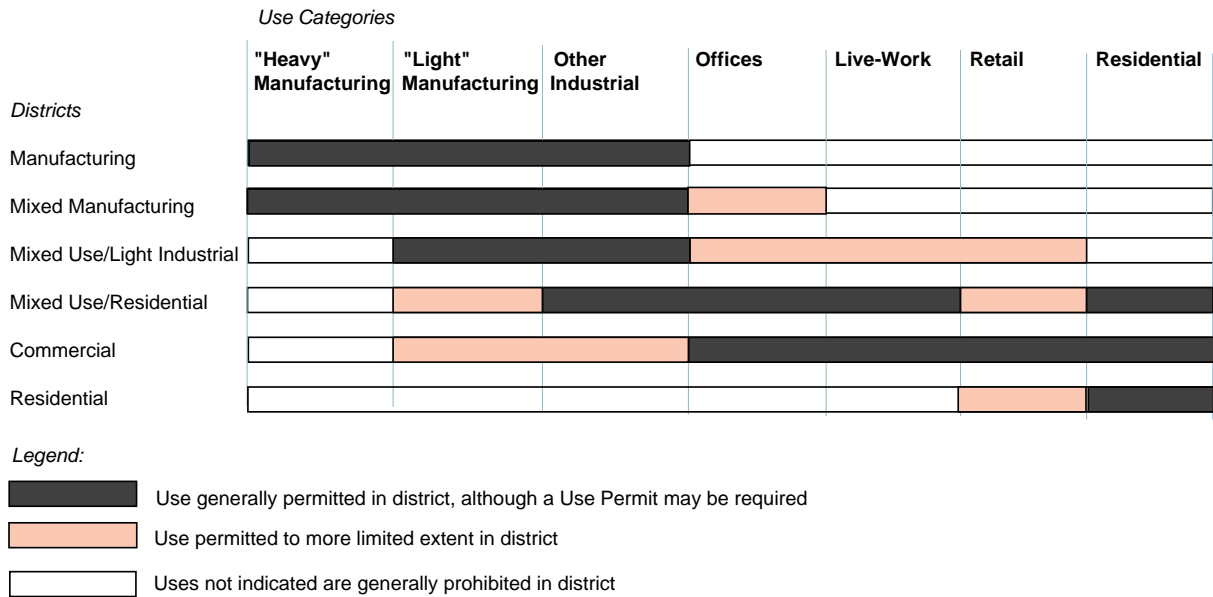 Use Categories
"Heavy" Manufacturing
"Light" Manufacturing
Other Industrial
Offices
Live-Work
Retail
Residential
Districts
Manufacturing
Mixed Manufacturing
Mixed Use/Light Industrial
Mixed Use/Residential
Commercial
Residential
Legend:
Use generally permitted in district, although a Use Permit may be required
Use permitted to more limited extent in district
Uses not indicated are generally prohibited in district